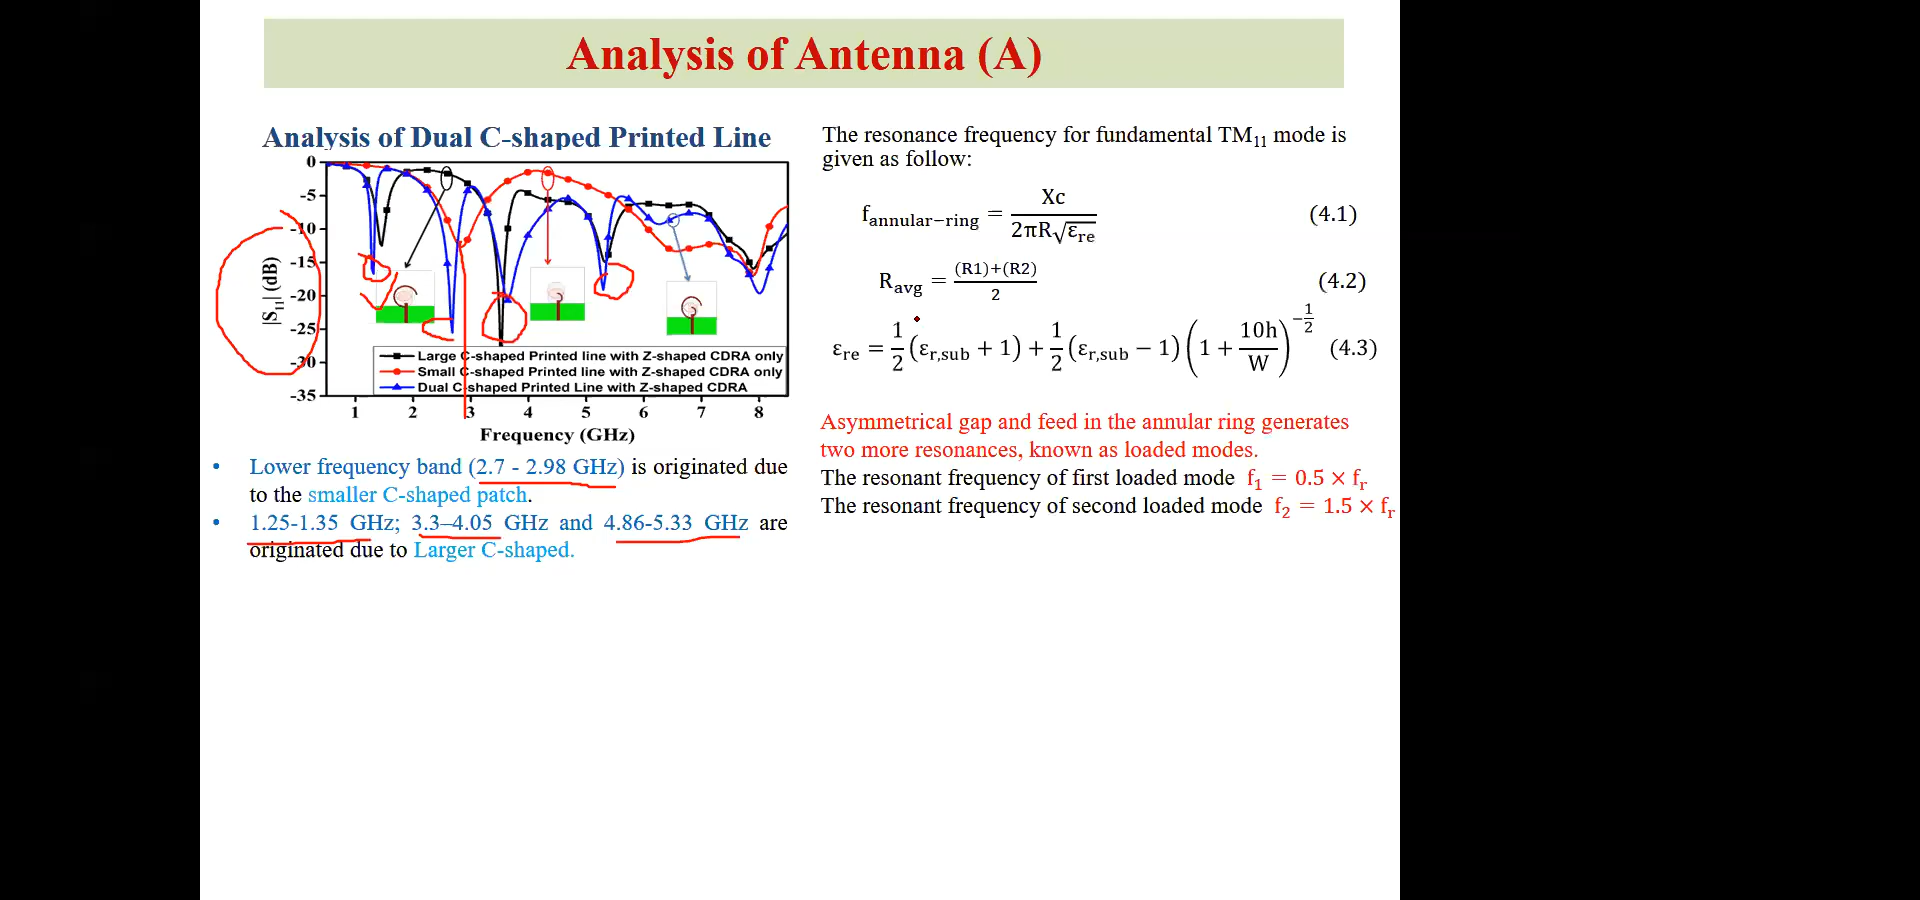 Analysis of Antenna (A)
Analysis of Dual C-shaped Printed Line
0
-5
-10
-15
-20
-25
-30
-35
|S11| (dB)
Large C-shaped Printed line with Z-shaped CDRA only
Small C-shaped Printed line with Z-shaped CDRA only
Dual C-shaped Printed Line with Z-shaped CDRA
1 2 3 4 5 6 7 8
Frequency (GHz)
• Lower frequency band (2.7 - 2.98 GHz) is originated due
to the smaller C-shaped patch.
• 1.25-1.35 GHz; 3.3–4.05 GHz and 4.86-5.33 GHz are
originated due to Larger C-shaped.
The resonance frequency for fundamental TM₁₁ mode is
given as follow:
f_annular−ring = Xc / 2πR√ε_re (4.1)
R_avg = (R1)+(R2) / 2 (4.2)
ε_re = 1/2 (ε_r,sub + 1) + 1/2 (ε_r,sub − 1) (1 + 10h/W)^−1/2 (4.3)
Asymmetrical gap and feed in the annular ring generates
two more resonances, known as loaded modes.
The resonant frequency of first loaded mode f₁ = 0.5 × f_r
The resonant frequency of second loaded mode f₂ = 1.5 × f_r